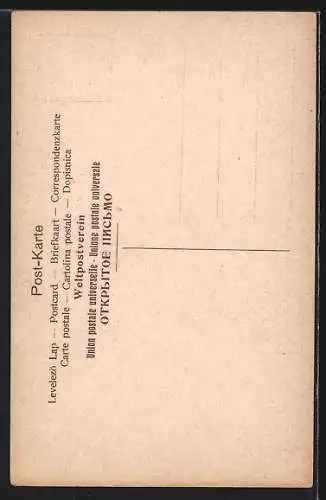 Post-Karte
Levelező Lap — Postcard — Briefkaart — Correspondenzkarte
Carte postale — Cartolina postale — Dopisnica
Weltpostverein
Union postale universelle - Unione postale universale
ОТКРЫТОЕ ПИСЬМО